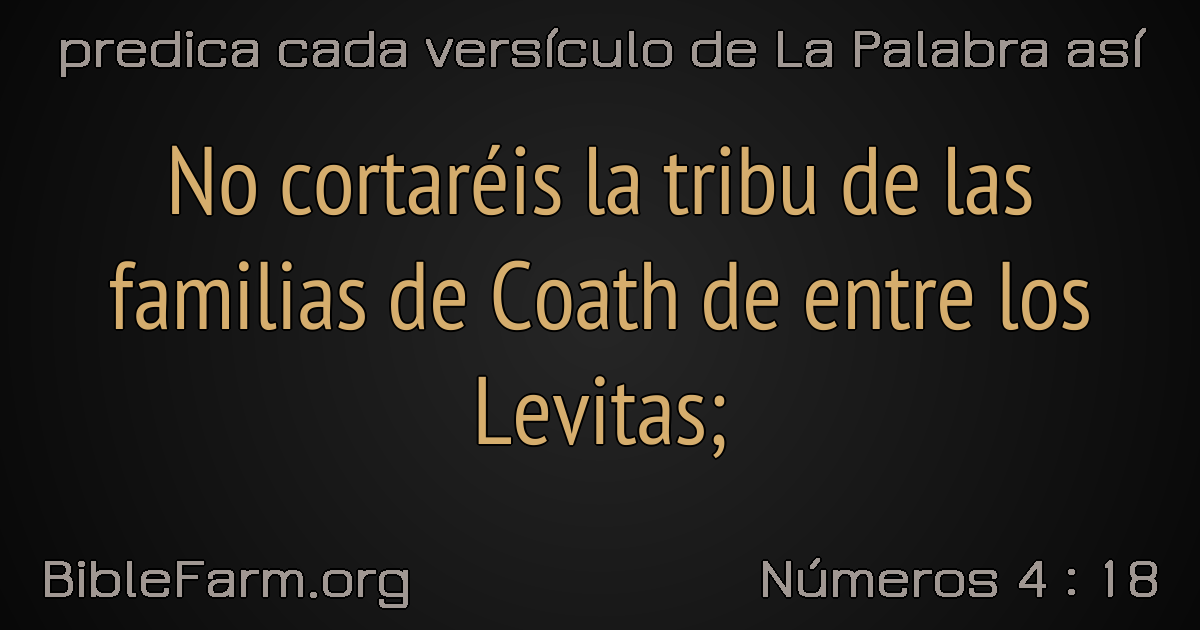 predica cada versículo de La Palabra así
No cortaréis la tribu de las
familias de Coath de entre los
Levitas;
BibleFarm.org
Números 4 : 18